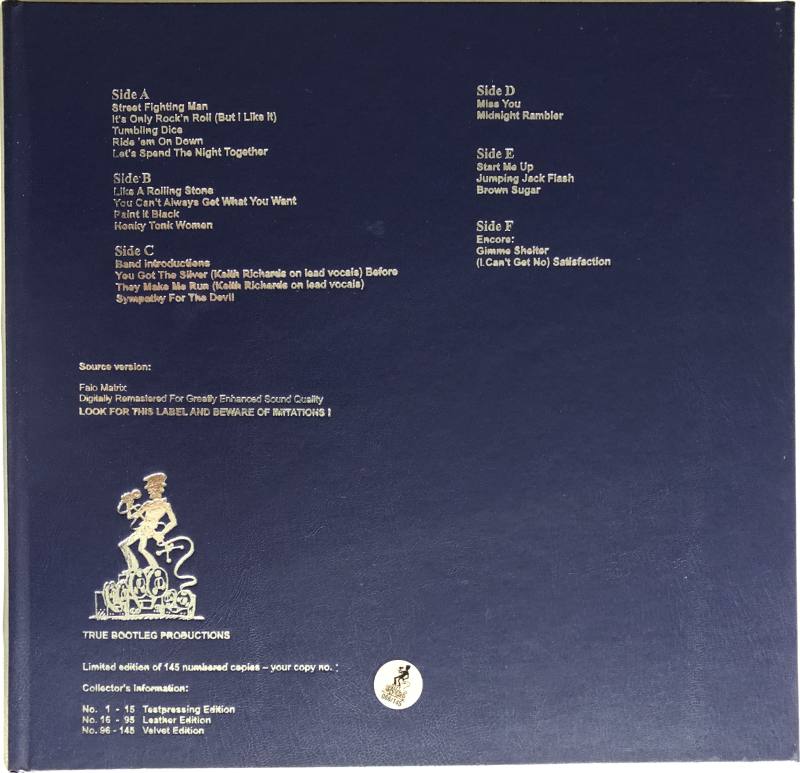 Side A
Street Fighting Man
It's Only Rock'n Roll (But I Like It)
Tumbling Dice
Ride 'em On Down
Let's Spend The Night Together
Side B
Like A Rolling Stone
You Can't Always Get What You Want
Paint It Black
Honky Tonk Women
Side C
Band Introductions
You Got The Silver (Keith Richards on lead vocals) Before
They Make Me Run (Keith Richards on lead vocals)
Sympathy For The Devil
Side D
Miss You
Midnight Rambler
Side E
Start Me Up
Jumping Jack Flash
Brown Sugar
Side F
Encore:
Gimme Shelter
(I Can't Get No) Satisfaction
Source version:
Matrix
Digitally Remastered For Greatly Enhanced Sound Quality
LOOK FOR THIS LABEL AND BEWARE OF IMITATIONS !
TRUE BOOTLEG PRODUCTIONS
Limited edition of 145 numbered copies – your copy no. :
Collector's Information:
No. 1 - 15 Testpressing Edition
No. 16 - 95 Leather Edition
No. 96 - 145 Velvet Edition